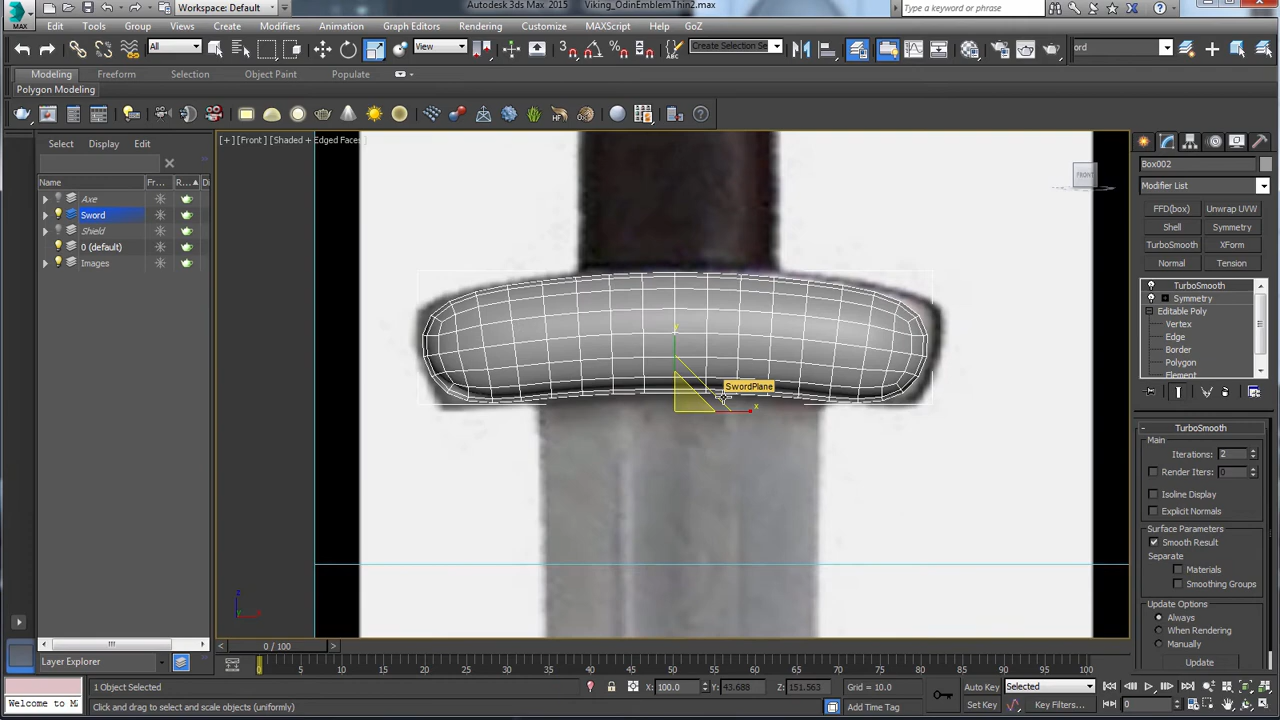 MAX
Workspace: Default
Autodesk 3ds Max 2015
Viking_OdinEmblemThin2.max
Type a keyword or phrase
Edit
Tools
Group
Views
Create
Modifiers
Animation
Graph Editors
Rendering
Customize
MAXScript
Help
GoZ
All
View
Create Selection Se
ord
Modeling
Freeform
Selection
Object Paint
Populate
Polygon Modeling
Select
Display
Edit
Name
Fr...
R...
Di
Axe
Sword
Shield
0 (default)
Images
Layer Explorer
[+] [Front] [Shaded + Edged Faces]
FRONT
SwordPlane
y
x
z
Box002
Modifier List
FFD(box)
Unwrap UVW
Shell
Symmetry
TurboSmooth
XForm
Normal
Tension
TurboSmooth
Symmetry
Editable Poly
Vertex
Edge
Border
Polygon
Element
TurboSmooth
Main
Iterations: 2
Render Iters: 0
Isoline Display
Explicit Normals
Surface Parameters
Smooth Result
Separate
Materials
Smoothing Groups
Update Options
Always
When Rendering
Manually
Update
0 / 100
0 5 10 15 20 25 30 35 40 45 50 55 60 65 70 75 80 85 90 95 100
1 Object Selected
X: 100.0
Y: 43.688
Z: 151.563
Grid = 10.0
Auto Key
Selected
Welcome to M
Click and drag to select and scale objects (uniformly)
Add Time Tag
Set Key
Key Filters...
0